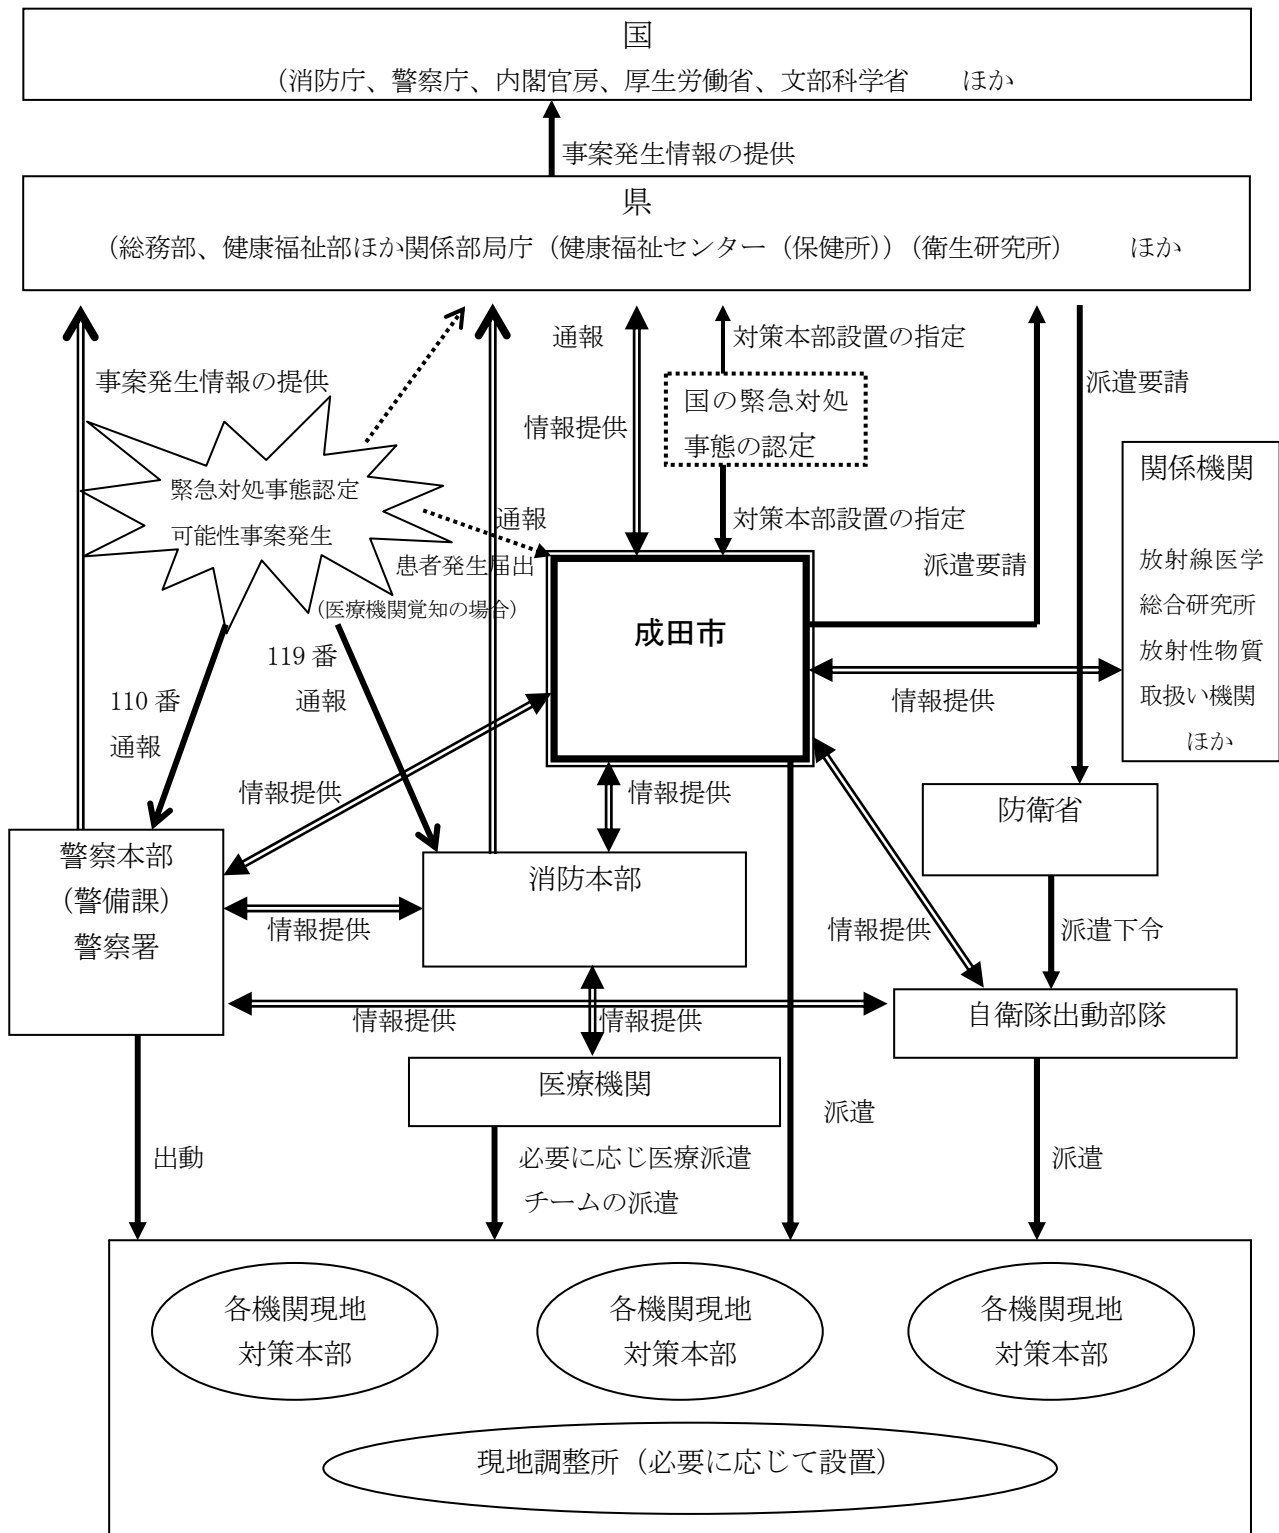 国
（消防庁、警察庁、内閣官房、厚生労働省、文部科学省　　ほか
事案発生情報の提供
県
（総務部、健康福祉部ほか関係部局庁（健康福祉センター（保健所））（衛生研究所）　　ほか
通報
対策本部設置の指定
事案発生情報の提供
派遣要請
国の緊急対処
事態の認定
情報提供
関係機関
緊急対処事態認定
可能性事案発生
通報
対策本部設置の指定
患者発生届出
（医療機関覚知の場合）
派遣要請
放射線医学
総合研究所
放射性物質
取扱い機関
ほか
成田市
119 番
通報
110 番
通報
情報提供
情報提供
情報提供
防衛省
警察本部
（警備課）
警察署
消防本部
情報提供
情報提供
派遣下令
情報提供
情報提供
自衛隊出動部隊
医療機関
派遣
出動
必要に応じ医療派遣
チームの派遣
派遣
各機関現地
対策本部
各機関現地
対策本部
各機関現地
対策本部
現地調整所（必要に応じて設置）